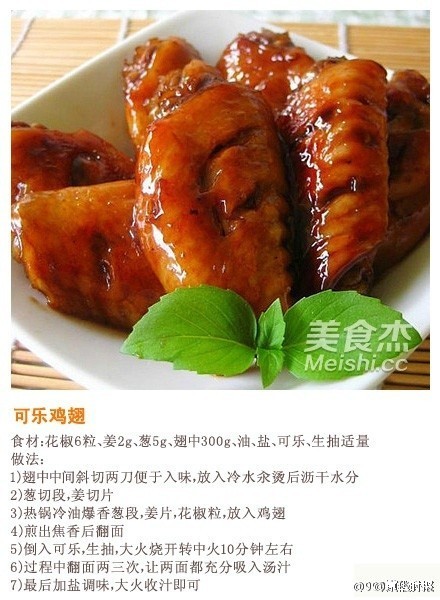 美食杰
Meishi.cc
可乐鸡翅
食材:花椒6粒、姜2g、葱5g、翅中300g、油、盐、可乐、生抽适量
做法:
1)翅中中间斜切两刀便于入味,放入冷水汆烫后沥干水分
2)葱切段,姜切片
3)热锅冷油爆香葱段,姜片,花椒粒,放入鸡翅
4)煎出焦香后翻面
5)倒入可乐,生抽,大火烧开转中火10分钟左右
6)过程中翻面两三次,让两面都充分吸入汤汁
7)最后加盐调味,大火收汁即可